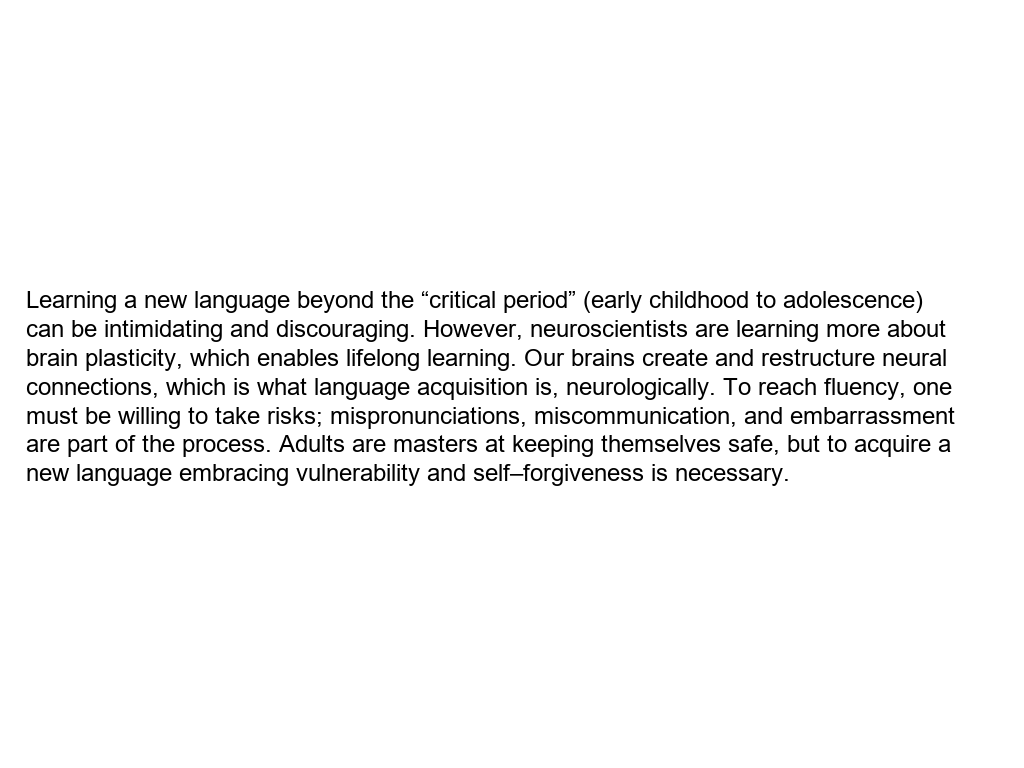 Learning a new language beyond the “critical period” (early childhood to adolescence)
can be intimidating and discouraging. However, neuroscientists are learning more about
brain plasticity, which enables lifelong learning. Our brains create and restructure neural
connections, which is what language acquisition is, neurologically. To reach fluency, one
must be willing to take risks; mispronunciations, miscommunication, and embarrassment
are part of the process. Adults are masters at keeping themselves safe, but to acquire a
new language embracing vulnerability and self–forgiveness is necessary.